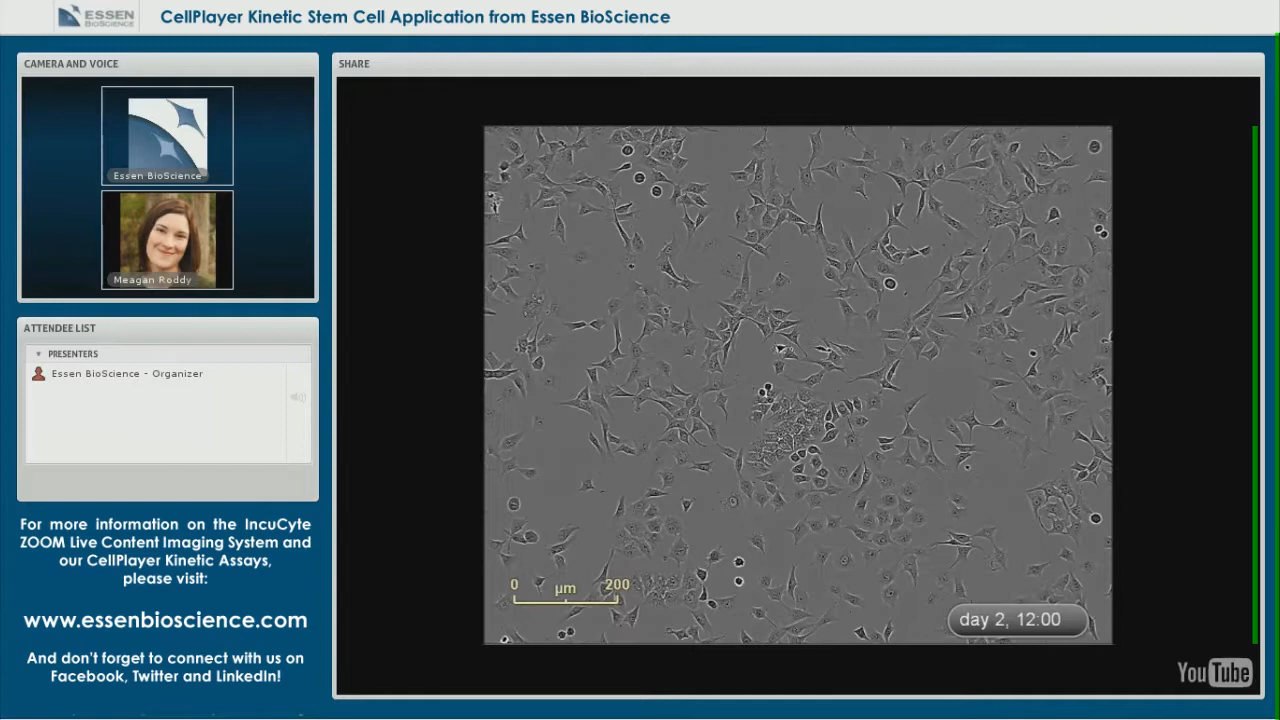 ESSEN
BIOSCIENCE
CellPlayer Kinetic Stem Cell Application from Essen BioScience
CAMERA AND VOICE
Essen BioScience
Meagan Roddy
ATTENDEE LIST
PRESENTERS
Essen BioScience - Organizer
For more information on the IncuCyte
ZOOM Live Content Imaging System and
our CellPlayer Kinetic Assays,
please visit:
www.essenbioscience.com
And don't forget to connect with us on
Facebook, Twitter and LinkedIn!
SHARE
0 µm 200
day 2, 12:00
YouTube